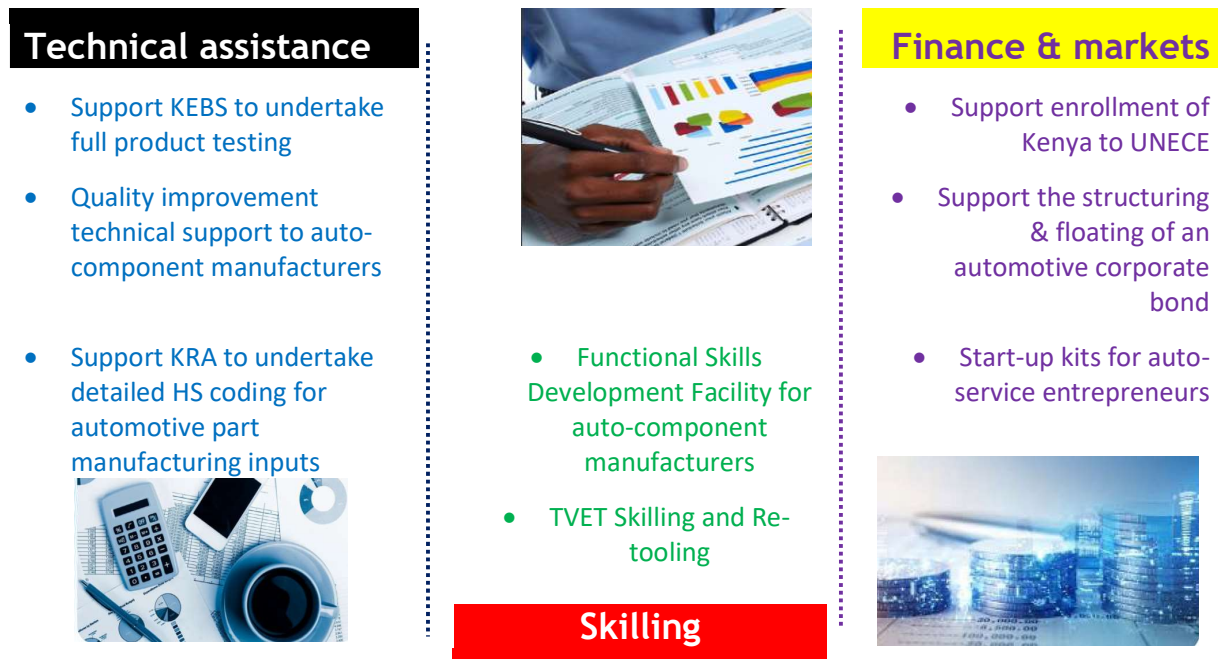 Technical assistance
• Support KEBS to undertake
full product testing
• Quality improvement
technical support to auto-
component manufacturers
• Support KRA to undertake
detailed HS coding for
automotive part
manufacturing inputs
• Functional Skills
Development Facility for
auto-component
manufacturers
• TVET Skilling and Re-
tooling
Skilling
Finance & markets
• Support enrollment of
Kenya to UNECE
• Support the structuring
& floating of an
automotive corporate
bond
• Start-up kits for auto-
service entrepreneurs